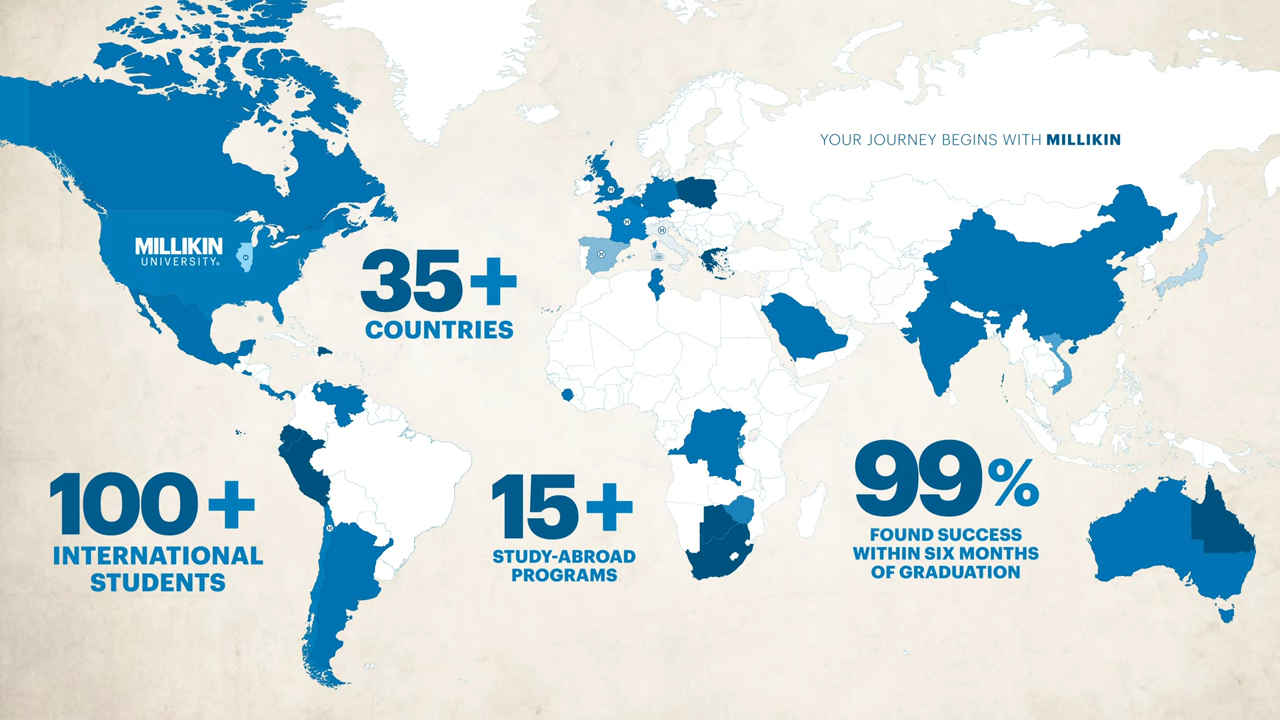 YOUR JOURNEY BEGINS WITH MILLIKIN
MILLIKIN
UNIVERSITY®
35+
COUNTRIES
100+
INTERNATIONAL
STUDENTS
15+
STUDY-ABROAD
PROGRAMS
99%
FOUND SUCCESS
WITHIN SIX MONTHS
OF GRADUATION